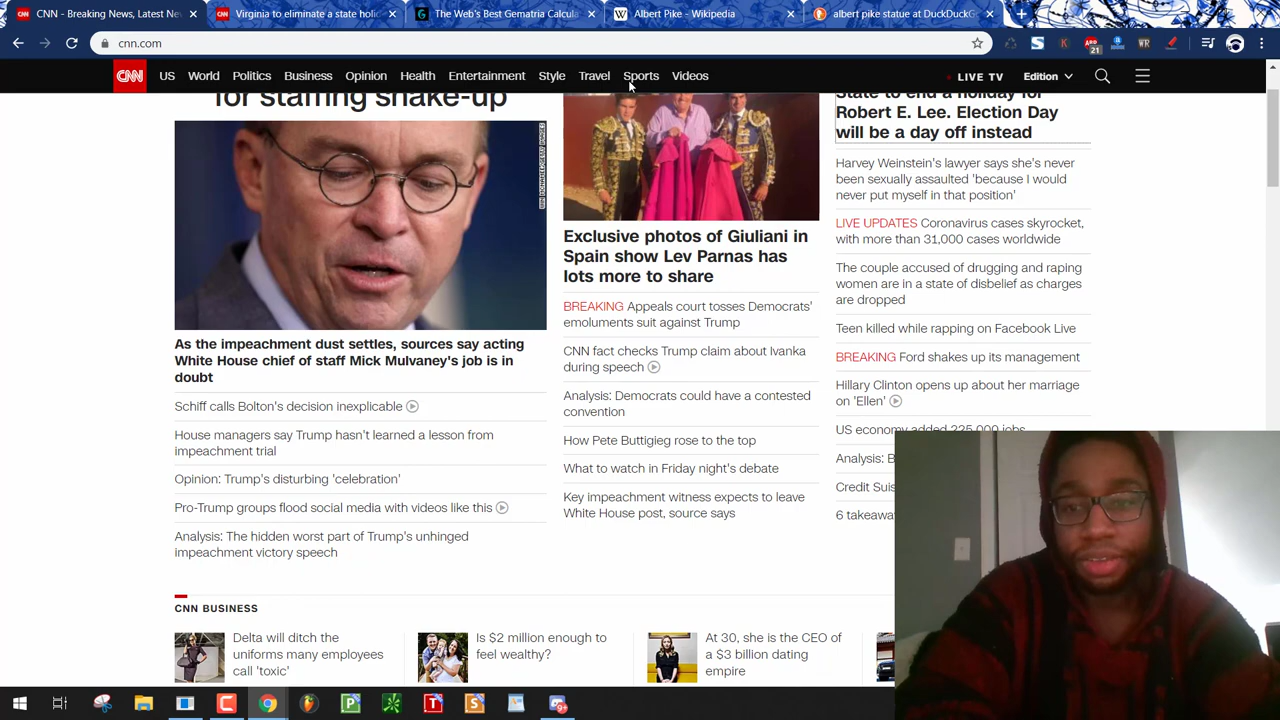 CNN - Breaking News, Latest Ne
Virginia to eliminate a state holi
The Web's Best Gematria Calcula
Albert Pike - Wikipedia
albert pike statue at DuckDuckG
cnn.com
21
CNN US World Politics Business Opinion Health Entertainment Style Travel Sports Videos LIVE TV Edition
for staffing shake-up
As the impeachment dust settles, sources say acting
White House chief of staff Mick Mulvaney's job is in
doubt
Schiff calls Bolton's decision inexplicable
House managers say Trump hasn't learned a lesson from
impeachment trial
Opinion: Trump's disturbing 'celebration'
Pro-Trump groups flood social media with videos like this
Analysis: The hidden worst part of Trump's unhinged
impeachment victory speech
Exclusive photos of Giuliani in
Spain show Lev Parnas has
lots more to share
BREAKING Appeals court tosses Democrats'
emoluments suit against Trump
CNN fact checks Trump claim about Ivanka
during speech
Analysis: Democrats could have a contested
convention
How Pete Buttigieg rose to the top
What to watch in Friday night's debate
Key impeachment witness expects to leave
White House post, source says
State to end a holiday for
Robert E. Lee. Election Day
will be a day off instead
Harvey Weinstein's lawyer says she's never
been sexually assaulted 'because I would
never put myself in that position'
LIVE UPDATES Coronavirus cases skyrocket,
with more than 31,000 cases worldwide
The couple accused of drugging and raping
women are in a state of disbelief as charges
are dropped
Teen killed while rapping on Facebook Live
BREAKING Ford shakes up its management
Hillary Clinton opens up about her marriage
on 'Ellen'
US economy added 225,000 jobs
Analysis: B
Credit Suis
6 takeawa
CNN BUSINESS
Delta will ditch the
uniforms many employees
call 'toxic'
Is $2 million enough to
feel wealthy?
At 30, she is the CEO of
a $3 billion dating
empire